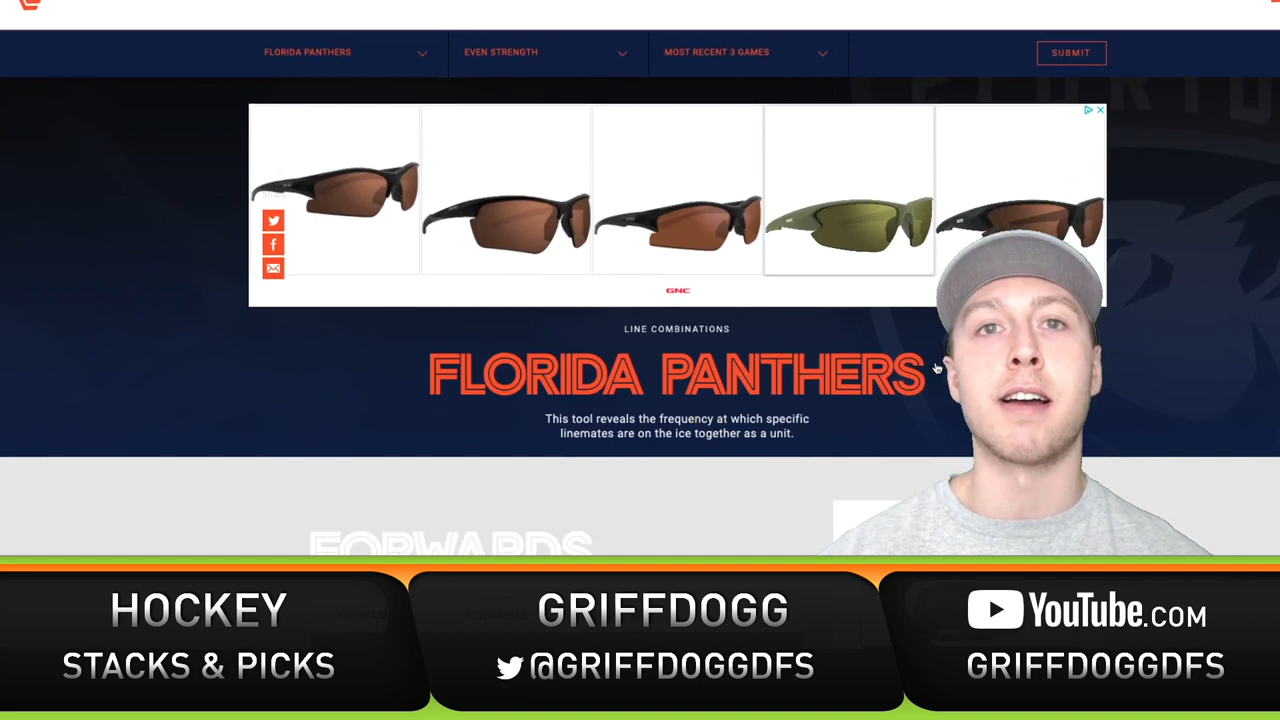 FLORIDA PANTHERS
EVEN STRENGTH
MOST RECENT 3 GAMES
SUBMIT
GNC
LINE COMBINATIONS
FLORIDA PANTHERS
This tool reveals the frequency at which specific
linemates are on the ice together as a unit.
FORWARDS
HOCKEY
STACKS & PICKS
GRIFFDOGG
@GRIFFDOGGDFS
YouTube.COM
GRIFFDOGGDFS